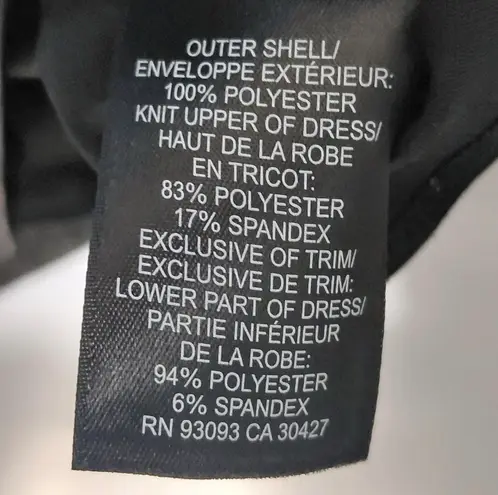 OUTER SHELL/
ENVELOPPE EXTÉRIEUR:
100% POLYESTER
KNIT UPPER OF DRESS/
HAUT DE LA ROBE
EN TRICOT:
83% POLYESTER
17% SPANDEX
EXCLUSIVE OF TRIM/
EXCLUSIVE DE TRIM:
LOWER PART OF DRESS/
PARTIE INFÉRIEUR
DE LA ROBE:
94% POLYESTER
6% SPANDEX
RN 93093 CA 30427